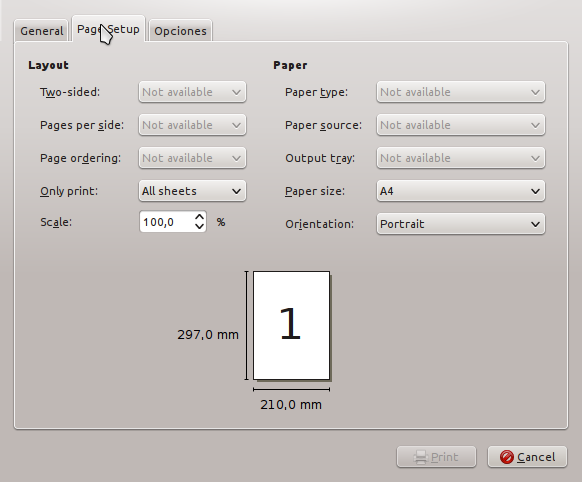 General Page Setup Opciones
Layout Paper
Two-sided: Not available Paper type: Not available
Pages per side: Not available Paper source: Not available
Page ordering: Not available Output tray: Not available
Only print: All sheets Paper size: A4
Scale: 100,0 % Orientation: Portrait
1
297,0 mm
210,0 mm
Print Cancel